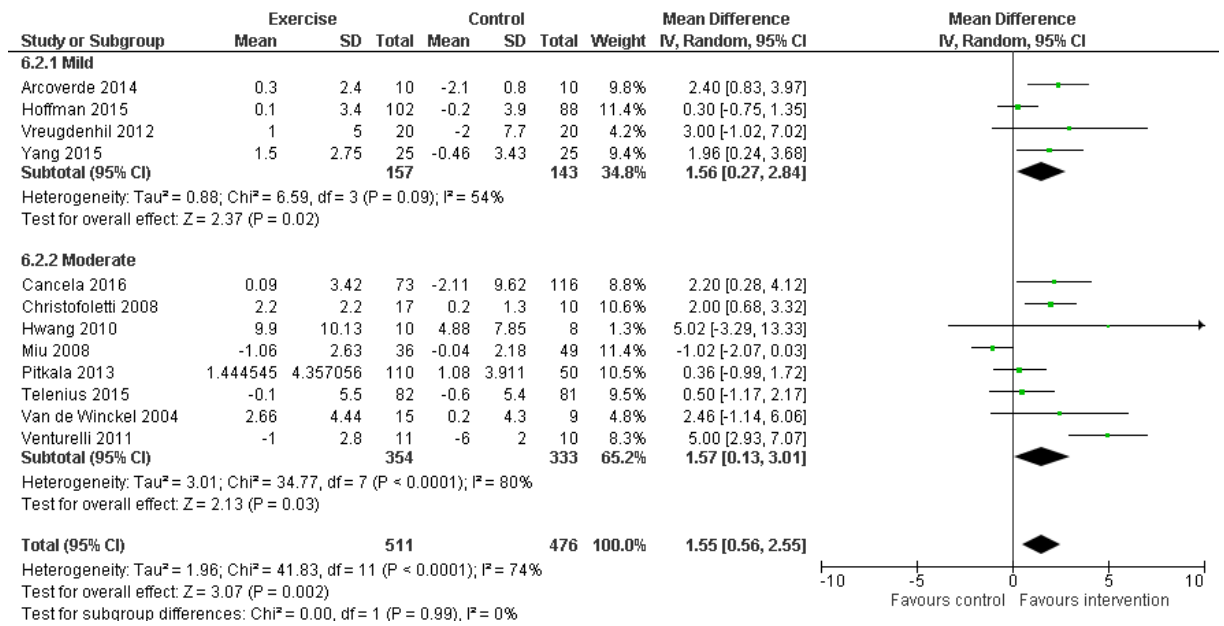 Exercise Control Mean Difference Mean Difference
Study or Subgroup Mean SD Total Mean SD Total Weight IV, Random, 95% CI IV, Random, 95% CI
6.2.1 Mild
Arcoverde 2014 0.3 2.4 10 -2.1 0.8 10 9.8% 2.40 [0.83, 3.97]
Hoffman 2015 0.1 3.4 102 -0.2 3.9 88 11.4% 0.30 [-0.75, 1.35]
Vreugdenhil 2012 1 5 20 -2 7.7 20 4.2% 3.00 [-1.02, 7.02]
Yang 2015 1.5 2.75 25 -0.46 3.43 25 9.4% 1.96 [0.24, 3.68]
Subtotal (95% CI) 157 143 34.8% 1.56 [0.27, 2.84]
Heterogeneity: Tau² = 0.88; Chi² = 6.59, df = 3 (P = 0.09); I² = 54%
Test for overall effect: Z = 2.37 (P = 0.02)
6.2.2 Moderate
Cancela 2016 0.09 3.42 73 -2.11 9.62 116 8.8% 2.20 [0.28, 4.12]
Christofoletti 2008 2.2 2.2 17 0.2 1.3 10 10.6% 2.00 [0.68, 3.32]
Hwang 2010 9.9 10.13 10 4.88 7.85 8 1.3% 5.02 [-3.29, 13.33]
Miu 2008 -1.06 2.63 36 -0.04 2.18 49 11.4% -1.02 [-2.07, 0.03]
Pitkala 2013 1.444545 4.357056 110 1.08 3.911 50 10.5% 0.36 [-0.99, 1.72]
Telenius 2015 -0.1 5.5 82 -0.6 5.4 81 9.5% 0.50 [-1.17, 2.17]
Van de Winckel 2004 2.66 4.44 15 0.2 4.3 9 4.8% 2.46 [-1.14, 6.06]
Venturelli 2011 -1 2.8 11 -6 2 10 8.3% 5.00 [2.93, 7.07]
Subtotal (95% CI) 354 333 65.2% 1.57 [0.13, 3.01]
Heterogeneity: Tau² = 3.01; Chi² = 34.77, df = 7 (P < 0.0001); I² = 80%
Test for overall effect: Z = 2.13 (P = 0.03)
Total (95% CI) 511 476 100.0% 1.55 [0.56, 2.55]
Heterogeneity: Tau² = 1.96; Chi² = 41.83, df = 11 (P < 0.0001); I² = 74%
Test for overall effect: Z = 3.07 (P = 0.002)
Test for subgroup differences: Chi² = 0.00, df = 1 (P = 0.99), I² = 0%
-10 -5 0 5 10
Favours control Favours intervention